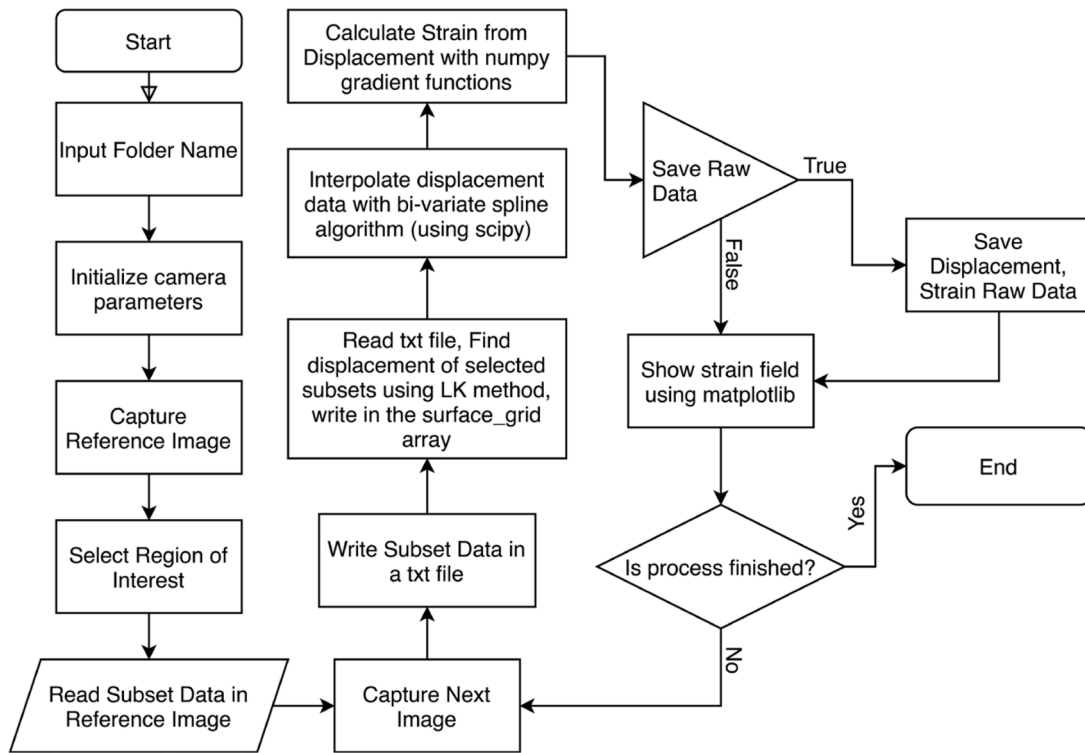 Start
Input Folder Name
Initialize camera
parameters
Capture
Reference Image
Select Region of
Interest
Read Subset Data in
Reference Image
Capture Next
Image
Write Subset Data in
a txt file
Read txt file, Find
displacement of selected
subsets using LK method,
write in the surface_grid
array
Interpolate displacement
data with bi-variate spline
algorithm (using scipy)
Calculate Strain from
Displacement with numpy
gradient functions
Save Raw
Data
True
False
Save
Displacement,
Strain Raw Data
Show strain field
using matplotlib
Is process finished?
Yes
No
End